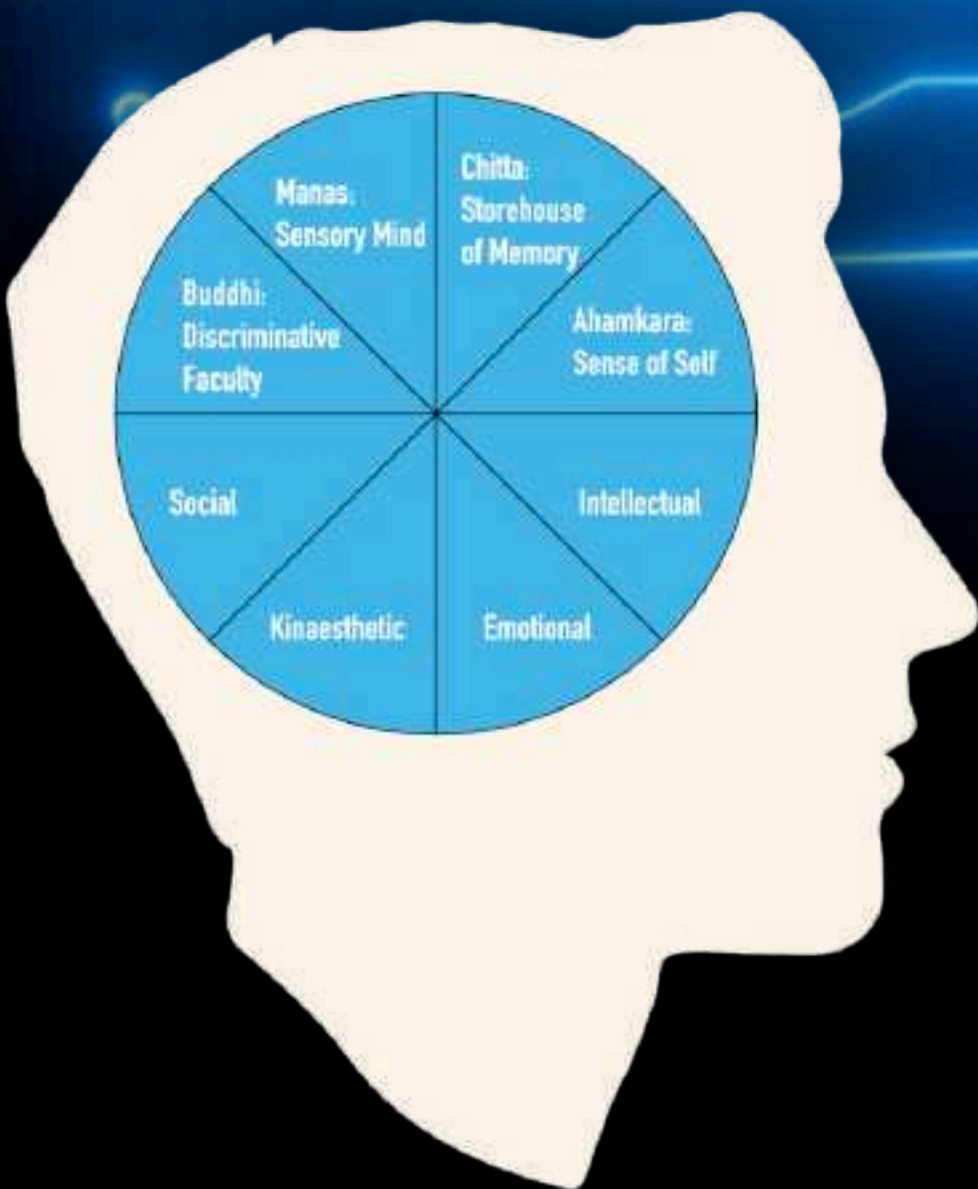 Manas:
Sensory Mind
Chitta:
Storehouse
of Memory
Buddhi:
Discriminative
Faculty
Ahamkara:
Sense of Self
Social
Intellectual
Kinaesthetic
Emotional